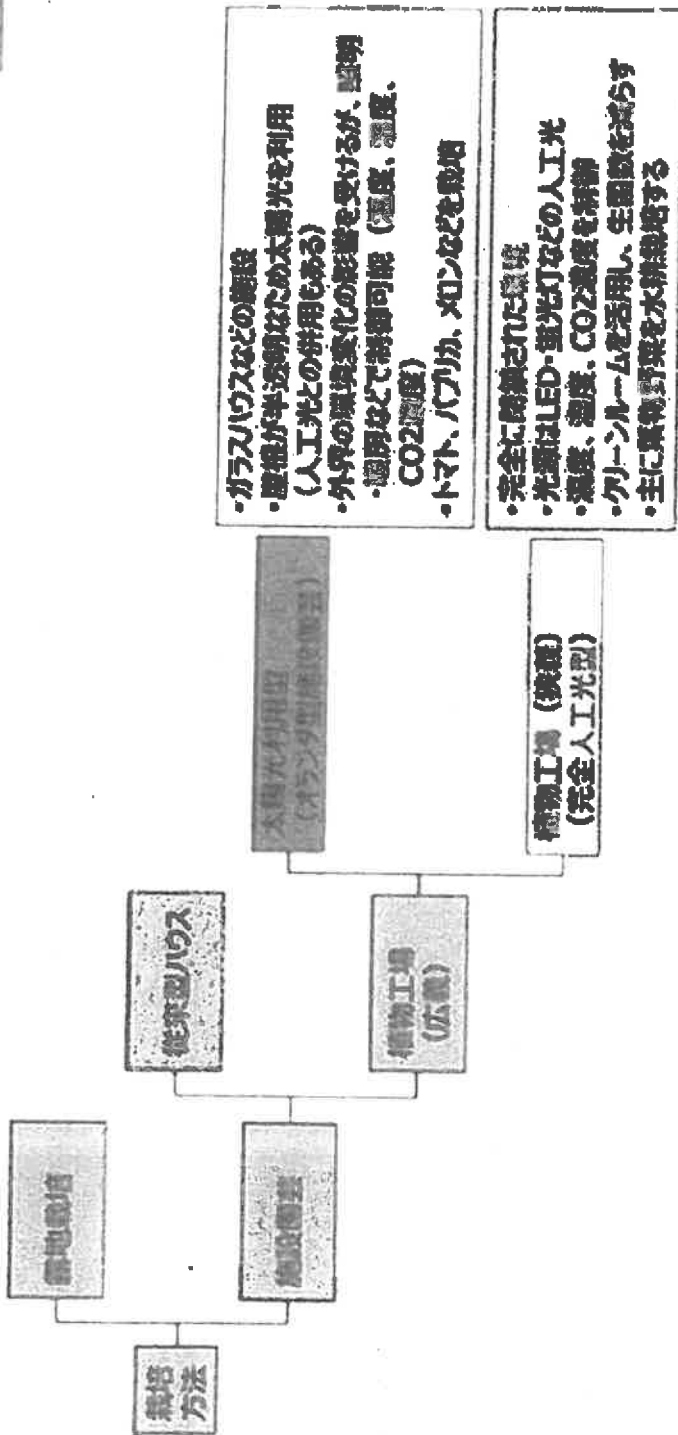 栽培
方法
露地栽培
施設園芸
従来型ハウス
植物工場
(広義)
太陽光利用型
(オランダ型施設園芸)
・ガラスハウスなどの施設
・屋根が半透明なため太陽光を利用
(人工光との併用もある)
・外界の環境変化の影響を受けるが、
・などで制御可能(温度、湿度、
CO2濃度)
・トマト、パプリカ、メロンなどを栽培
植物工場(狭義)
(完全人工光型)
・完全に閉鎖された環境
・光源はLED・蛍光灯などの人工光
・温度、湿度、CO2濃度を制御
・クリーンルームを活用し、生菌数を減らす
・主に葉物野菜を水耕栽培する